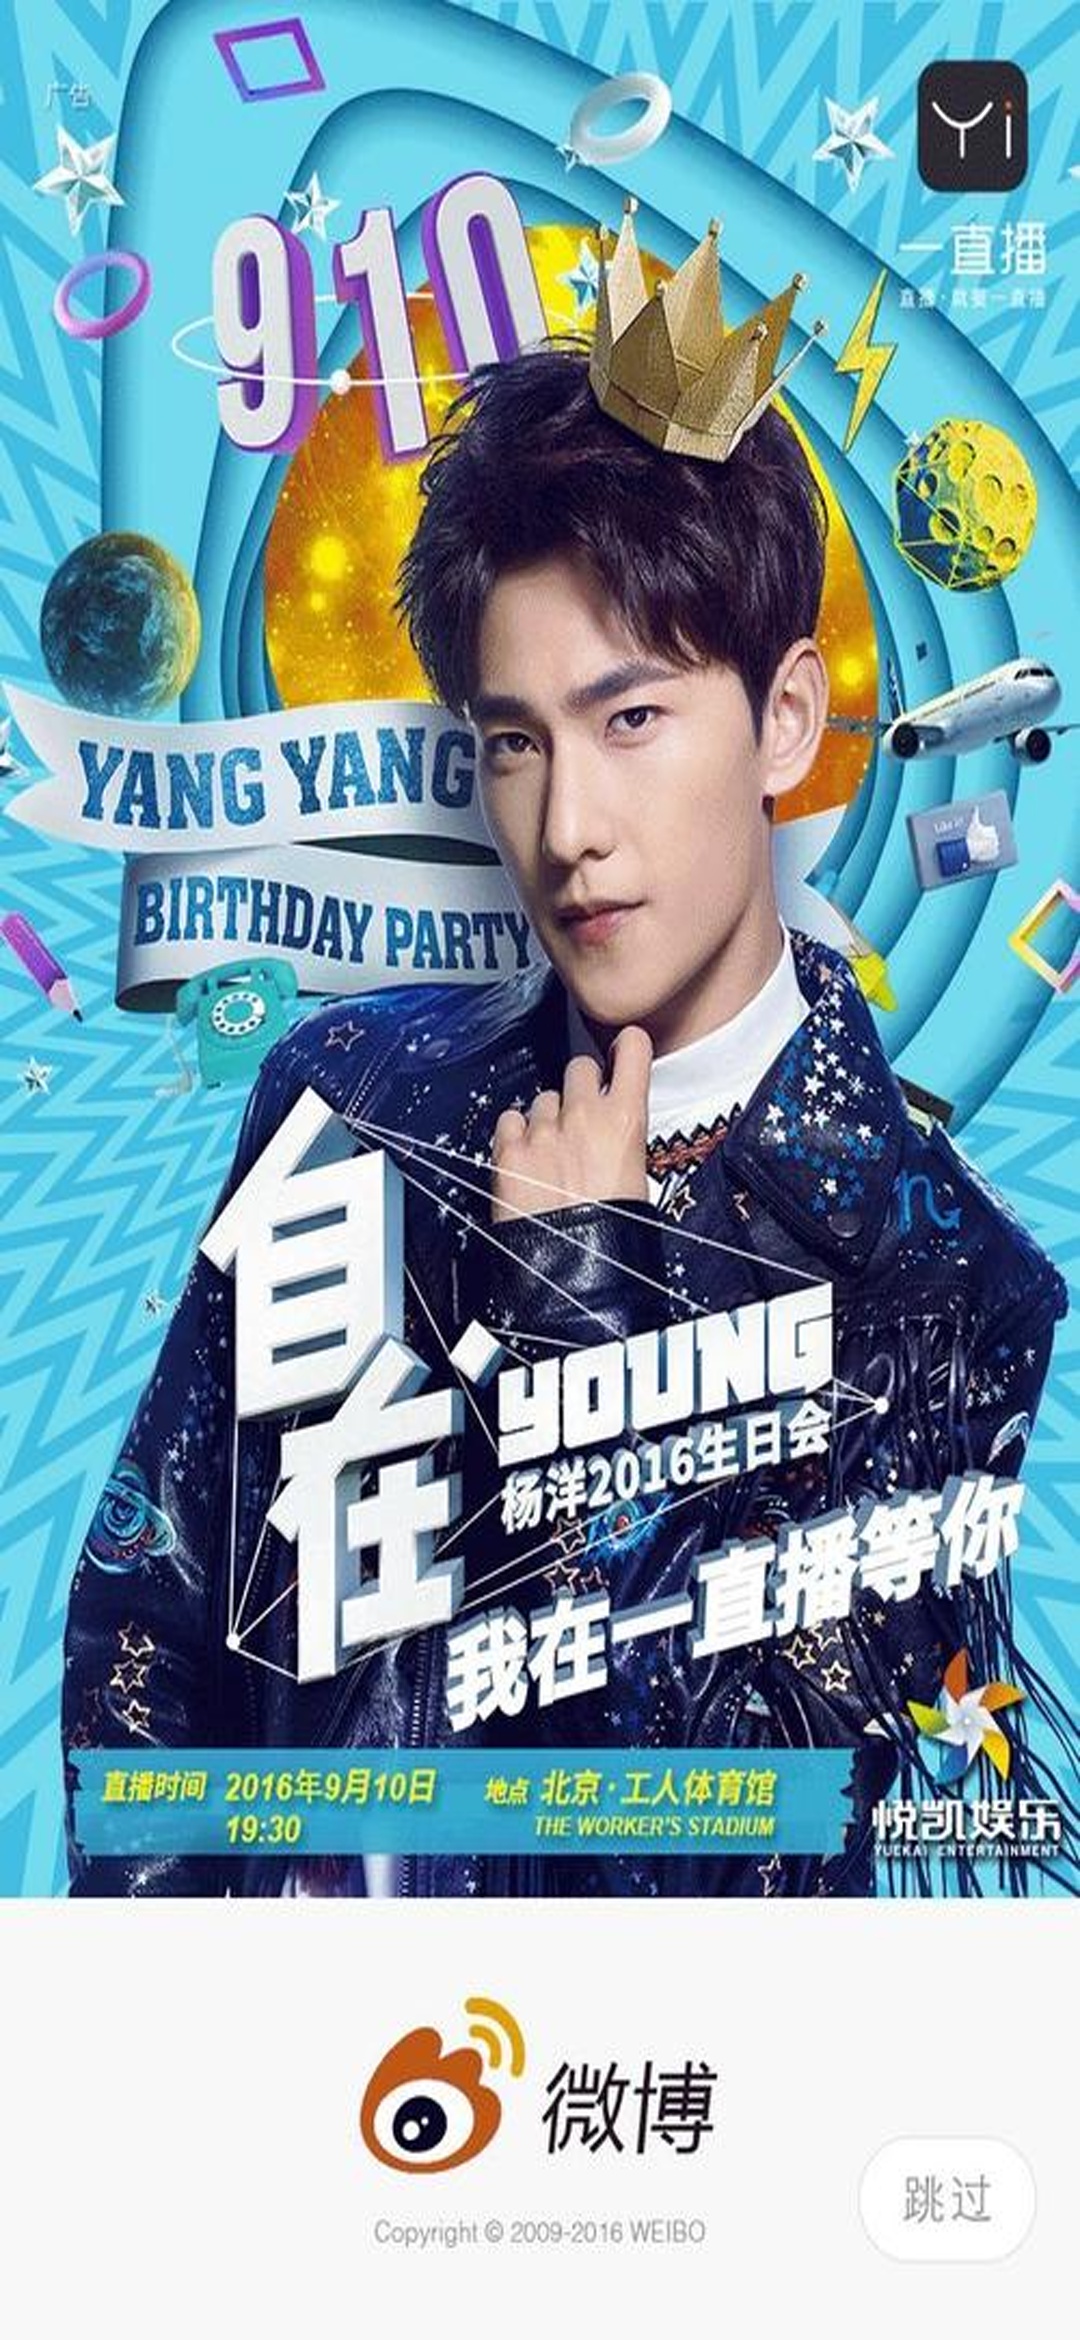 广告
Yi
一直播
直播·就要一直播
910
YANG YANG
BIRTHDAY PARTY
Like it!
自在
·YOUNG
杨洋2016生日会
我在一直播等你
直播时间 2016年9月10日
19:30
地点 北京·工人体育馆
THE WORKER'S STADIUM
悦凯娱乐
YUEKAI ENTERTAINMENT
微博
跳过
Copyright © 2009-2016 WEIBO